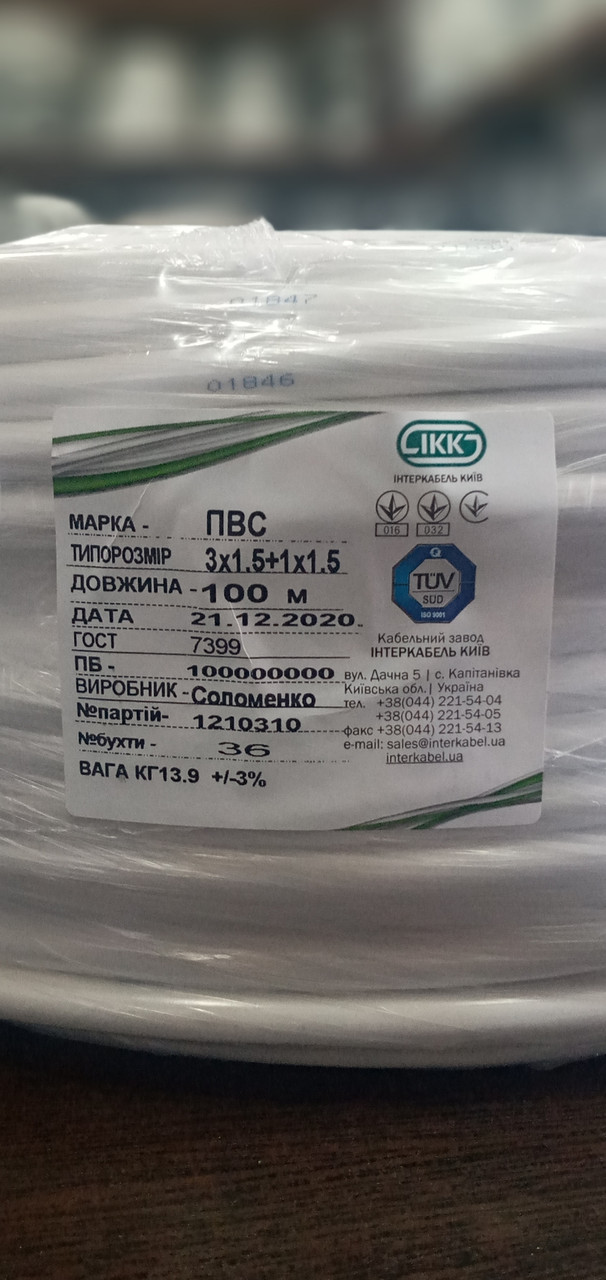 01847
01846
ІКК
ІНТЕРКАБЕЛЬ КИЇВ
016 032
TÜV
SÜD
ISO 9001
МАРКА - ПВС
ТИПОРОЗМІР 3х1.5+1х1.5
ДОВЖИНА - 100 м
ДАТА 21.12.2020.
ГОСТ 7399
ПБ - 100000000
ВИРОБНИК - Соломенко
№партій- 1210310
№бухти - 36
ВАГА КГ13.9 +/-3%
Кабельний завод
ІНТЕРКАБЕЛЬ КИЇВ
вул. Дачна 5 | с. Капітанівка
Київська обл. | Україна
тел. +38(044) 221-54-04
+38(044) 221-54-05
факс +38(044) 221-54-13
e-mail: sales@interkabel.ua
interkabel.ua